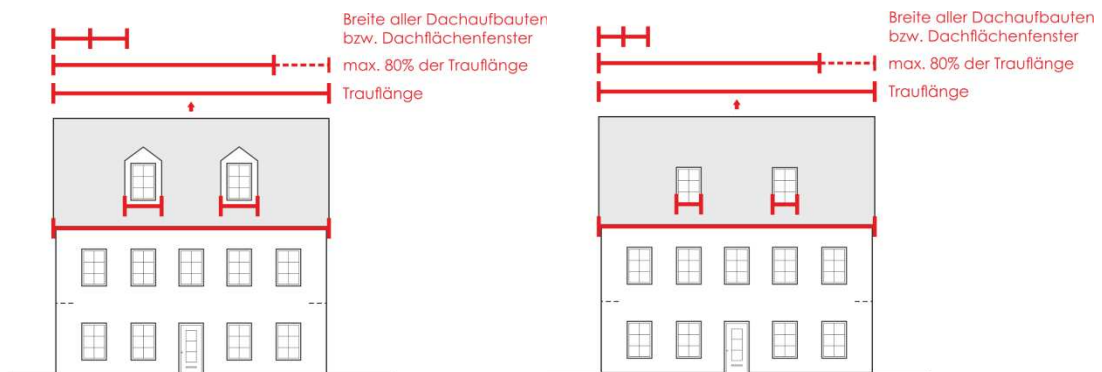 Breite aller Dachaufbauten
bzw. Dachflächenfenster
max. 80% der Trauflänge
Trauflänge
Breite aller Dachaufbauten
bzw. Dachflächenfenster
max. 80% der Trauflänge
Trauflänge